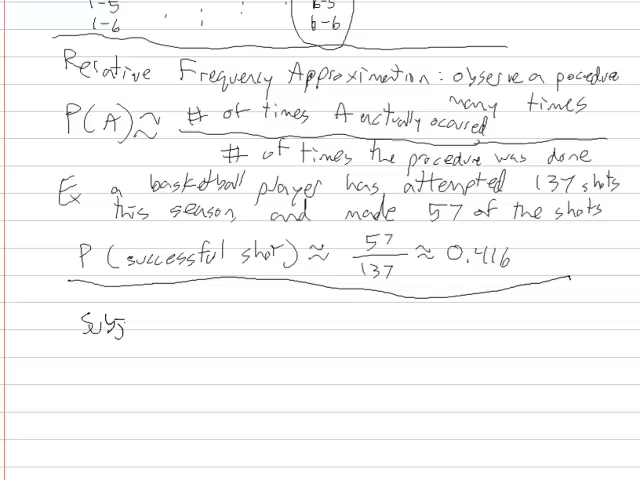 1-5 6-5
1-6 6-6
Relative Frequency Approximation: observe a procedure many times
P(A) ≈ # of times A actually occured
# of times the procedure was done
Ex a basketball player has attempted 137 shots
this season, and made 57 of the shots
P (successful shot) ≈ 57/137 ≈ 0.416
Subj